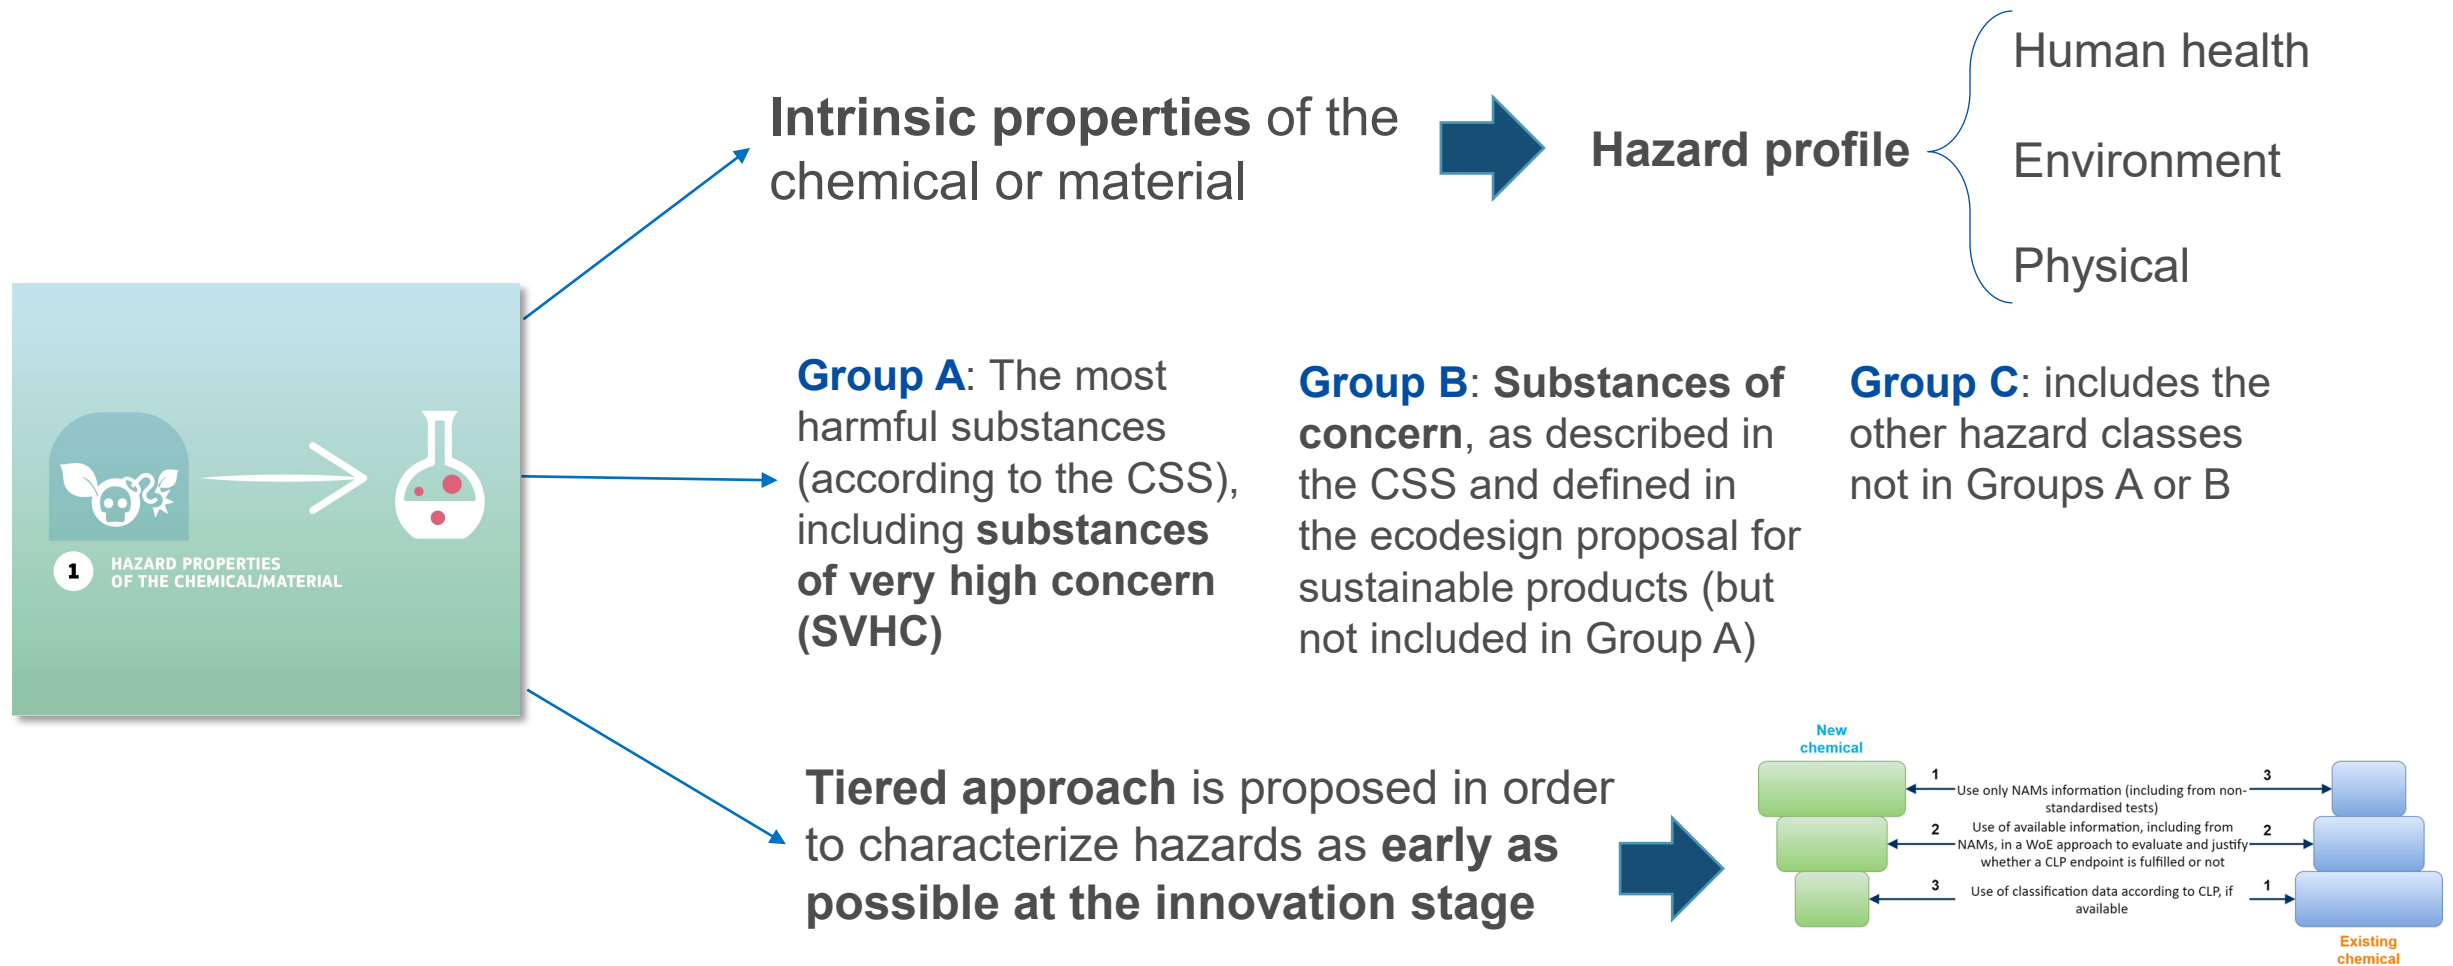 Intrinsic properties of the
chemical or material
Hazard profile
Human health
Environment
Physical
1
HAZARD PROPERTIES
OF THE CHEMICAL/MATERIAL
Group A: The most
harmful substances
(according to the CSS),
including substances
of very high concern
(SVHC)
Group B: Substances of
concern, as described in
the CSS and defined in
the ecodesign proposal for
sustainable products (but
not included in Group A)
Group C: includes the
other hazard classes
not in Groups A or B
Tiered approach is proposed in order
to characterize hazards as early as
possible at the innovation stage
New
chemical
1
Use only NAMs information (including from non-
standardised tests)
3
2
Use of available information, including from
NAMs, in a WoE approach to evaluate and justify
whether a CLP endpoint is fulfilled or not
2
3
Use of classification data according to CLP, if
available
1
Existing
chemical